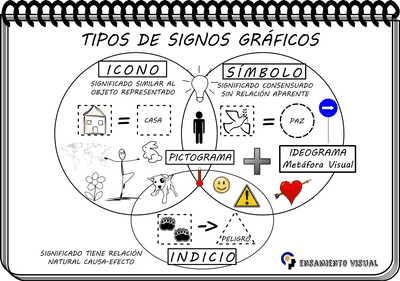 TIPOS DE SIGNOS GRÁFICOS
ICONO
SIGNIFICADO SIMILAR AL
OBJETO REPRESENTADO
= CASA
SÍMBOLO
SIGNIFICADO CONSENSUADO
SIN RELACIÓN APARENTE
= PAZ
PICTOGRAMA
IDEOGRAMA
Metáfora Visual
PELIGRO
INDICIO
SIGNIFICADO TIENE RELACIÓN
NATURAL CAUSA-EFECTO
ENSAMIENTO VISUAL